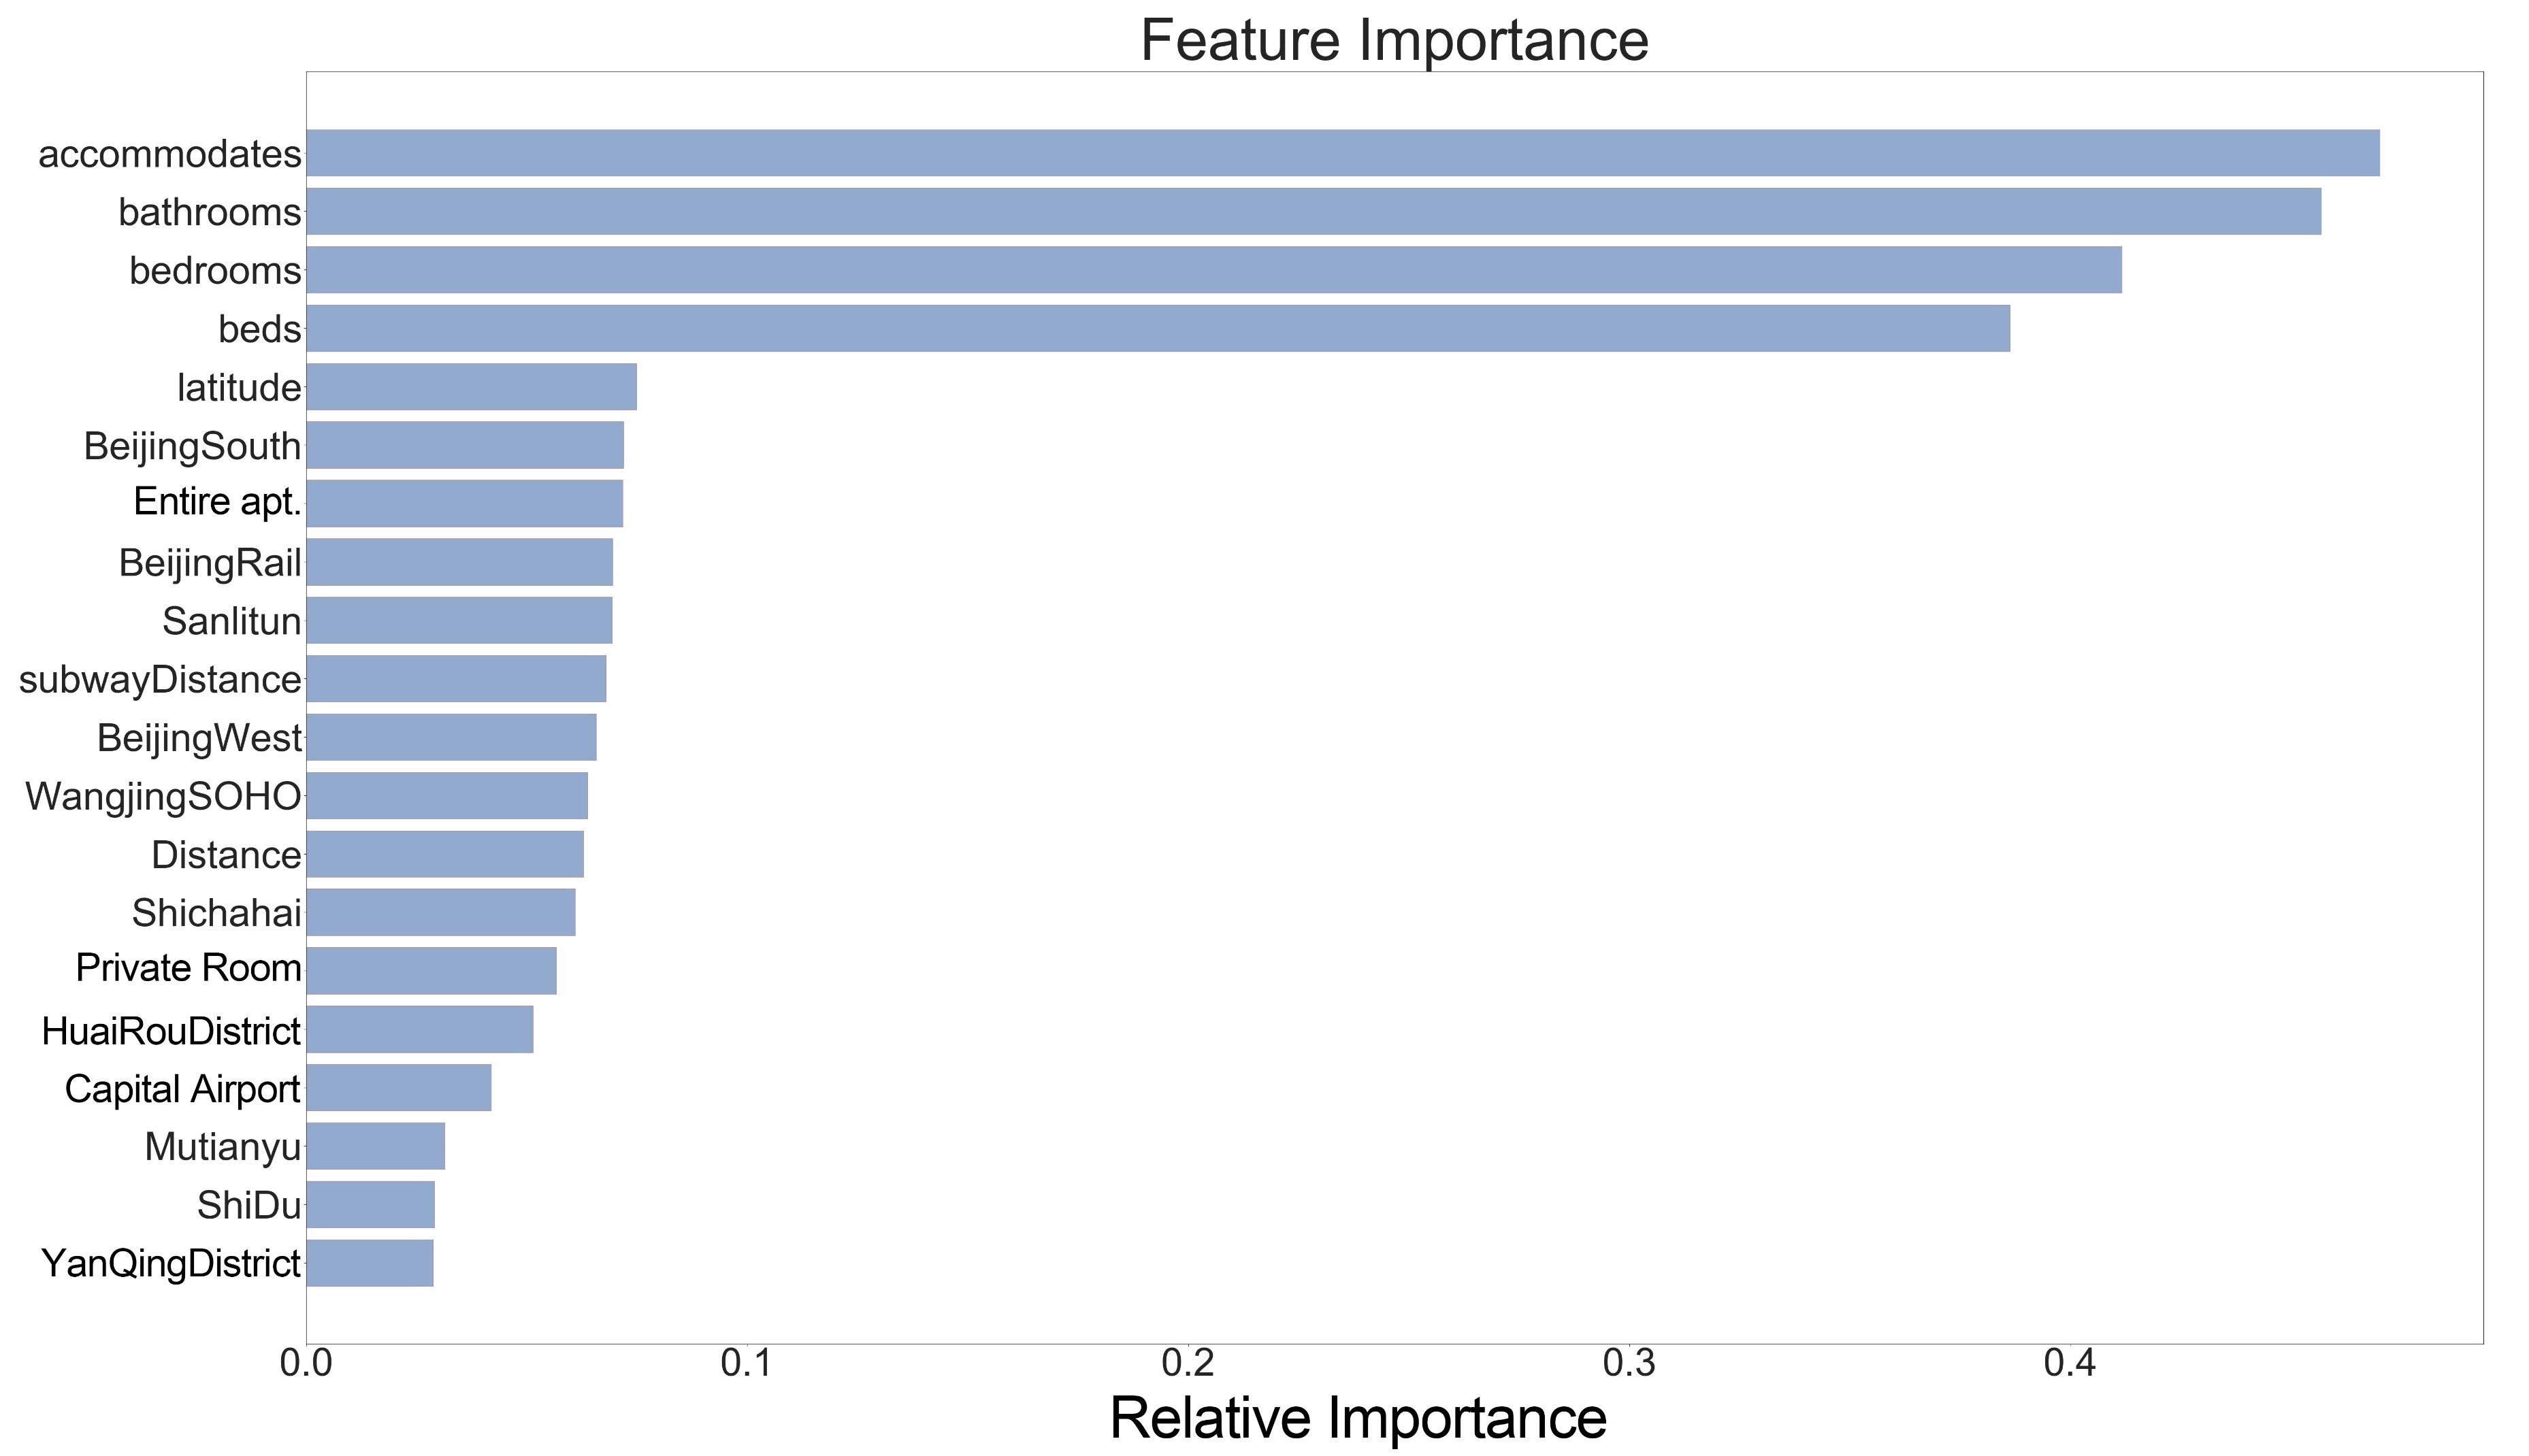 Feature Importance
accommodates
bathrooms
bedrooms
beds
latitude
BeijingSouth
Entire apt.
BeijingRail
Sanlitun
subwayDistance
BeijingWest
WangjingSOHO
Distance
Shichahai
Private Room
HuaiRouDistrict
Capital Airport
Mutianyu
ShiDu
YanQingDistrict
0.0 0.1 0.2 0.3 0.4
Relative Importance